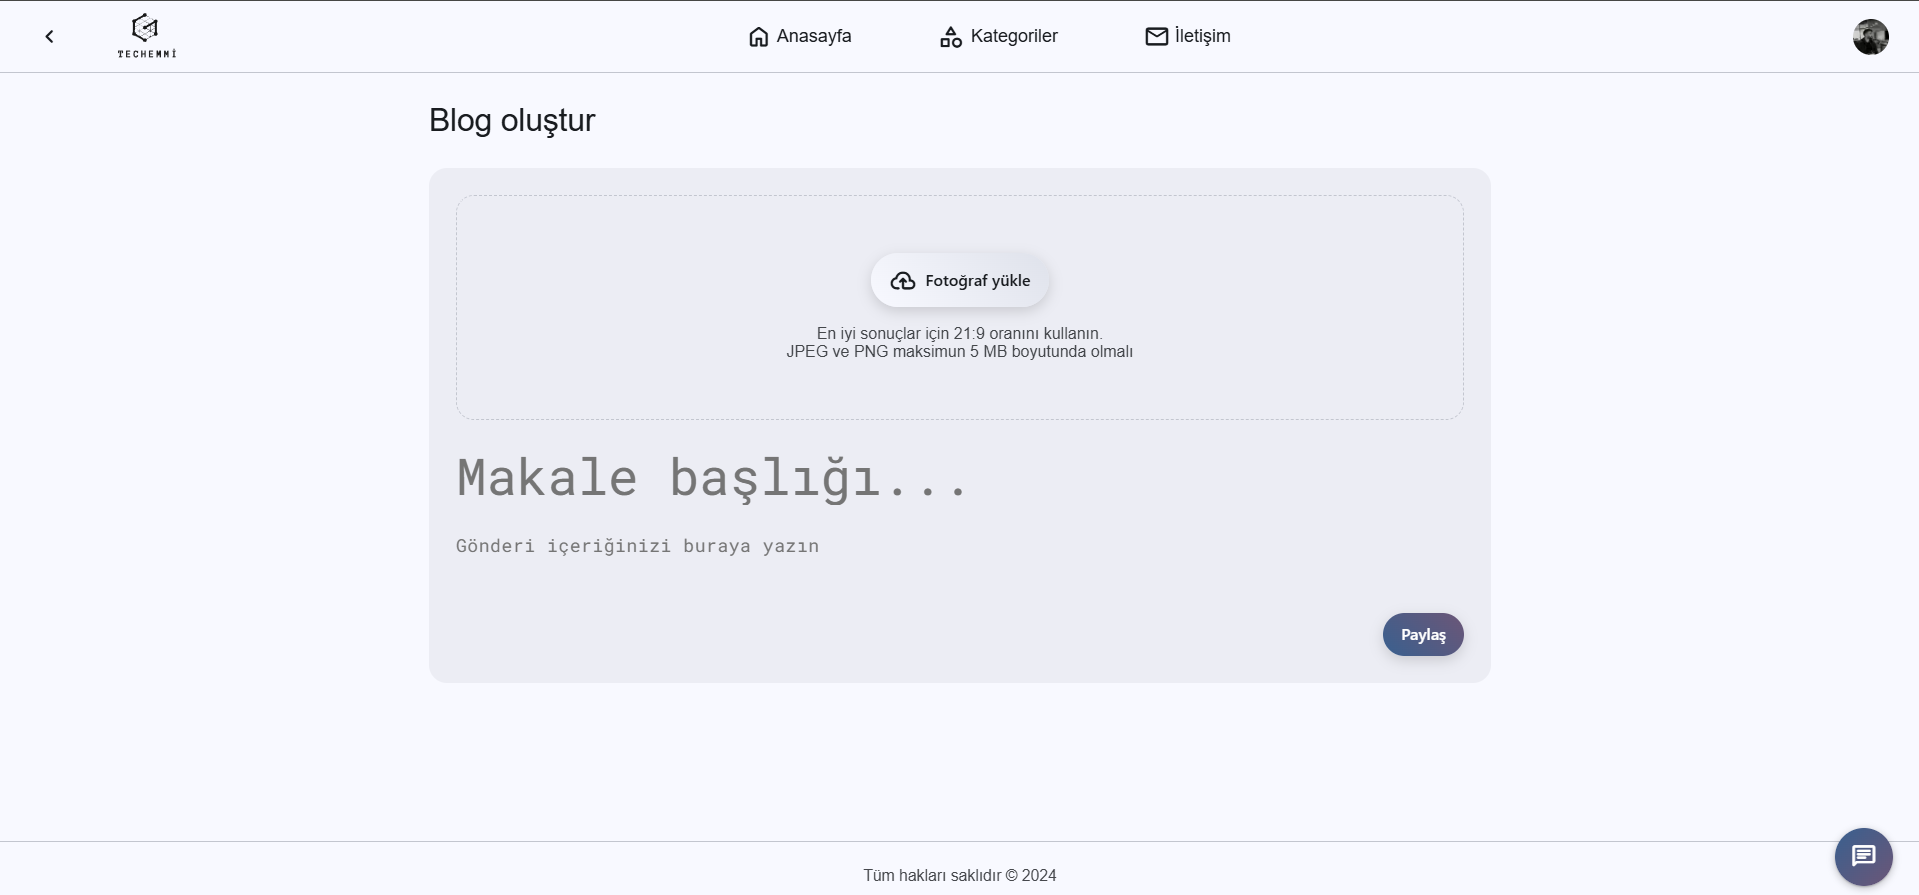 TECHEMMİ
Anasayfa
Kategoriler
İletişim
Blog oluştur
Fotoğraf yükle
En iyi sonuçlar için 21:9 oranını kullanın.
JPEG ve PNG maksimun 5 MB boyutunda olmalı
Makale başlığı...
Gönderi içeriğinizi buraya yazın
Paylaş
Tüm hakları saklıdır © 2024